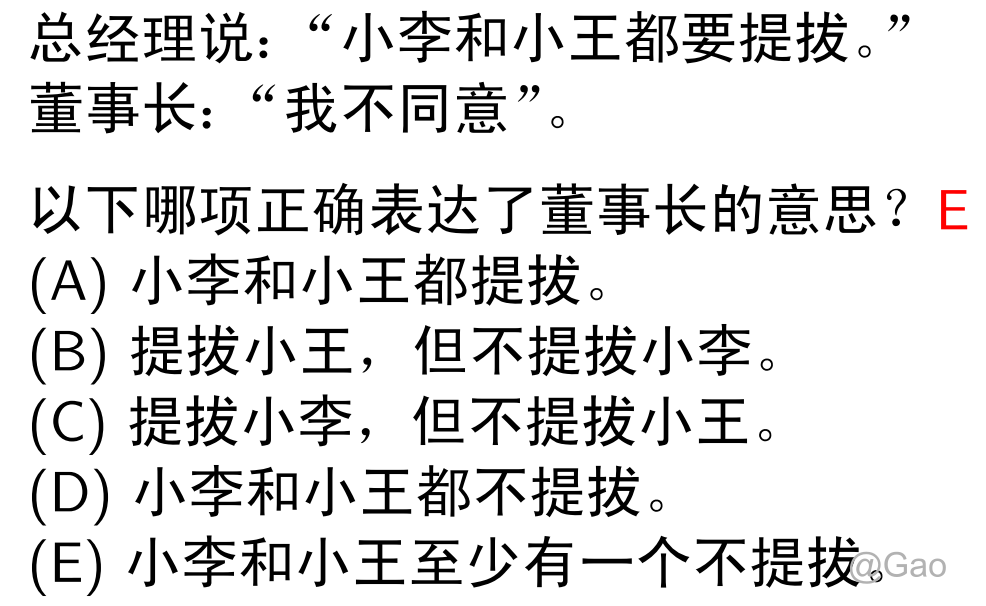 总经理说：“小李和小王都要提拔。”
董事长：“我不同意”。
以下哪项正确表达了董事长的意思？E
(A) 小李和小王都提拔。
(B) 提拔小王，但不提拔小李。
(C) 提拔小李，但不提拔小王。
(D) 小李和小王都不提拔。
(E) 小李和小王至少有一个不提拔。
@Gao